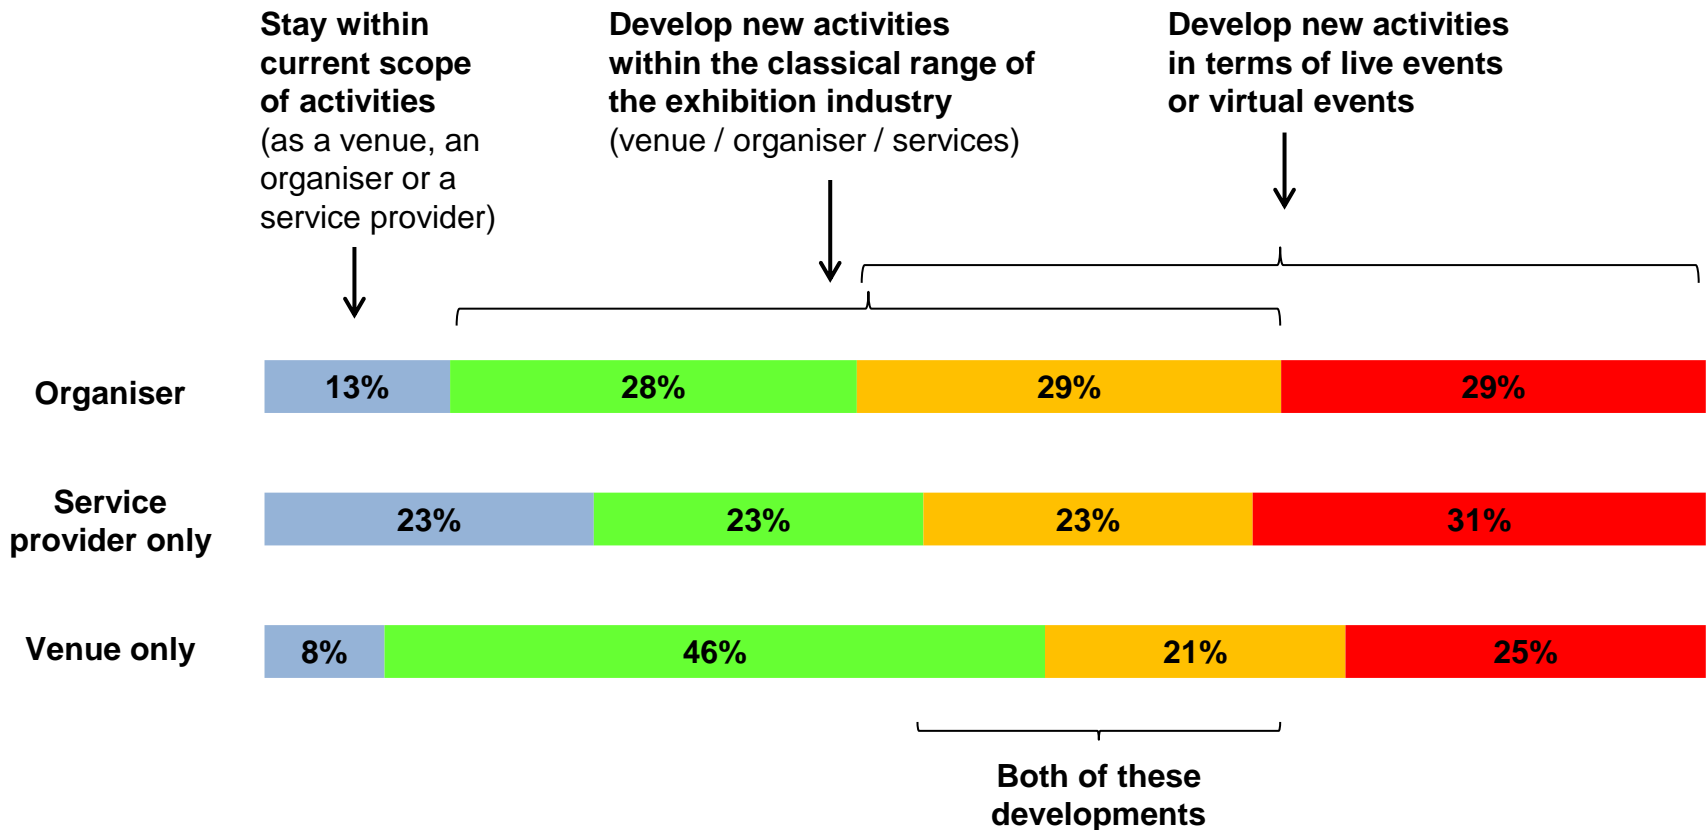 Stay within
current scope
of activities
(as a venue, an
organiser or a
service provider)
Develop new activities
within the classical range of
the exhibition industry
(venue / organiser / services)
Develop new activities
in terms of live events
or virtual events
Organiser
13%
28%
29%
29%
Service
provider only
23%
23%
23%
31%
Venue only
8%
46%
21%
25%
Both of these
developments